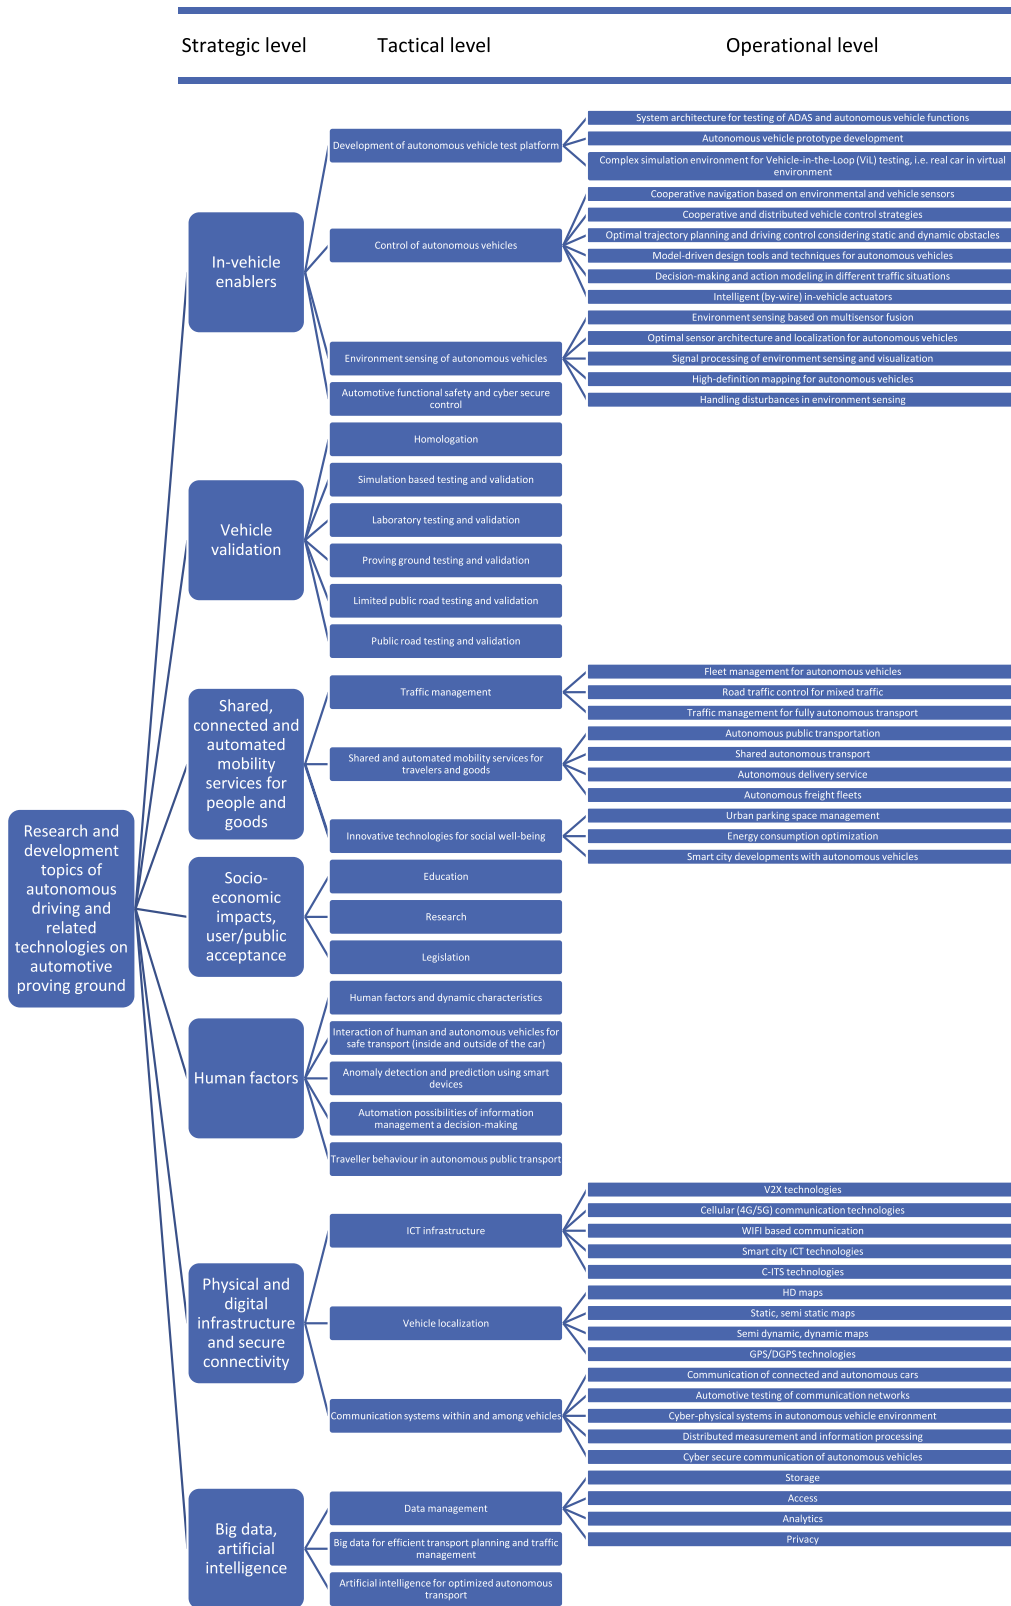 Strategic level
Tactical level
Operational level
Research and
development
topics of
autonomous
driving and
related
technologies on
automotive
proving ground
In-vehicle
enablers
Development of autonomous vehicle test platform
System architecture for testing of ADAS and autonomous vehicle functions
Autonomous vehicle prototype development
Complex simulation environment for Vehicle-in-the-Loop (ViL) testing, i.e. real car in virtual
environment
Control of autonomous vehicles
Cooperative navigation based on environmental and vehicle sensors
Cooperative and distributed vehicle control strategies
Optimal trajectory planning and driving control considering static and dynamic obstacles
Model-driven design tools and techniques for autonomous vehicles
Decision-making and action modeling in different traffic situations
Intelligent (by-wire) in-vehicle actuators
Environment sensing of autonomous vehicles
Environment sensing based on multisensor fusion
Optimal sensor architecture and localization for autonomous vehicles
Signal processing of environment sensing and visualization
High-definition mapping for autonomous vehicles
Handling disturbances in environment sensing
Automotive functional safety and cyber secure
control
Vehicle
validation
Homologation
Simulation based testing and validation
Laboratory testing and validation
Proving ground testing and validation
Limited public road testing and validation
Public road testing and validation
Shared,
connected and
automated
mobility
services for
people and
goods
Traffic management
Fleet management for autonomous vehicles
Road traffic control for mixed traffic
Traffic management for fully autonomous transport
Shared and automated mobility services for
travelers and goods
Autonomous public transportation
Shared autonomous transport
Autonomous delivery service
Autonomous freight fleets
Innovative technologies for social well-being
Urban parking space management
Energy consumption optimization
Smart city developments with autonomous vehicles
Socio-
economic
impacts,
user/public
acceptance
Education
Research
Legislation
Human factors
Human factors and dynamic characteristics
Interaction of human and autonomous vehicles for
safe transport (inside and outside of the car)
Anomaly detection and prediction using smart
devices
Automation possibilities of information
management a decision-making
Traveller behaviour in autonomous public transport
Physical and
digital
infrastructure
and secure
connectivity
ICT infrastructure
V2X technologies
Cellular (4G/5G) communication technologies
WIFI based communication
Smart city ICT technologies
C-ITS technologies
Vehicle localization
HD maps
Static, semi static maps
Semi dynamic, dynamic maps
GPS/DGPS technologies
Communication systems within and among vehicles
Communication of connected and autonomous cars
Automotive testing of communication networks
Cyber-physical systems in autonomous vehicle environment
Distributed measurement and information processing
Cyber secure communication of autonomous vehicles
Big data,
artificial
intelligence
Data management
Storage
Access
Analytics
Privacy
Big data for efficient transport planning and traffic
management
Artificial intelligence for optimized autonomous
transport